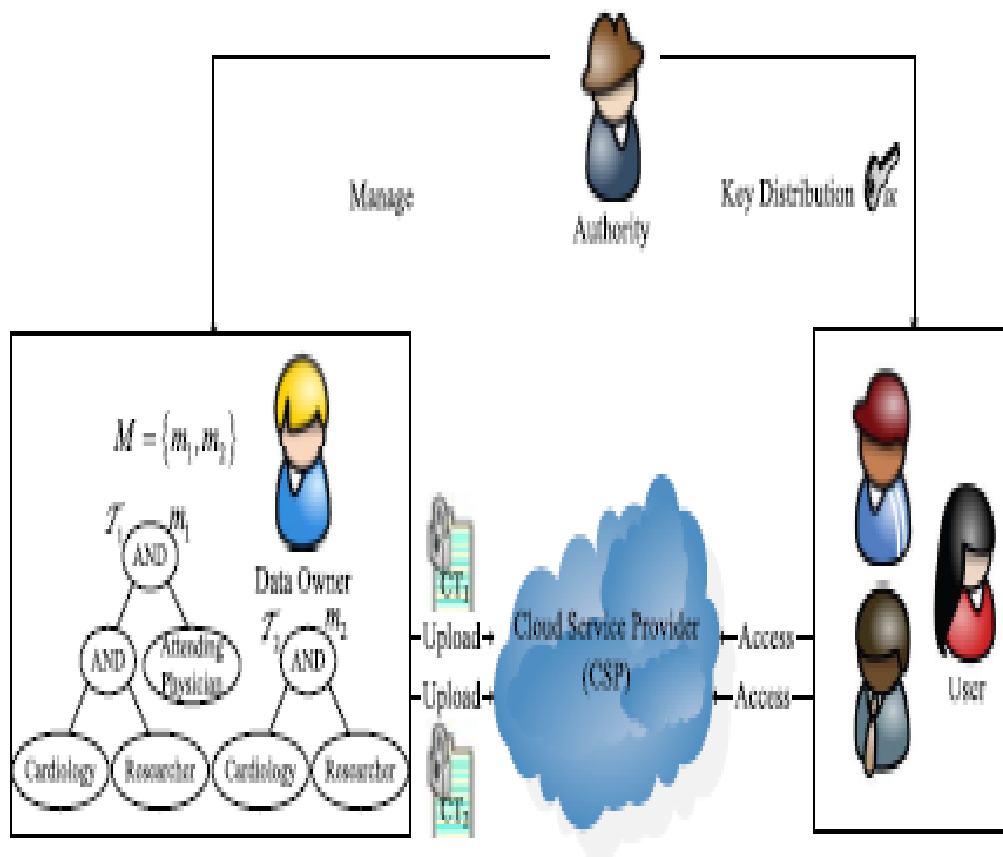 Authority
Manage
Key Distribution
M = {m₁, m₂}
Data Owner
𝒯₁
m₁
AND
AND
Attending
Physician
Cardiology
Researcher
𝒯₂
m₂
AND
Cardiology
Researcher
CT₁
Upload
Upload
CT₂
Cloud Service Provider
(CSP)
Access
Access
User